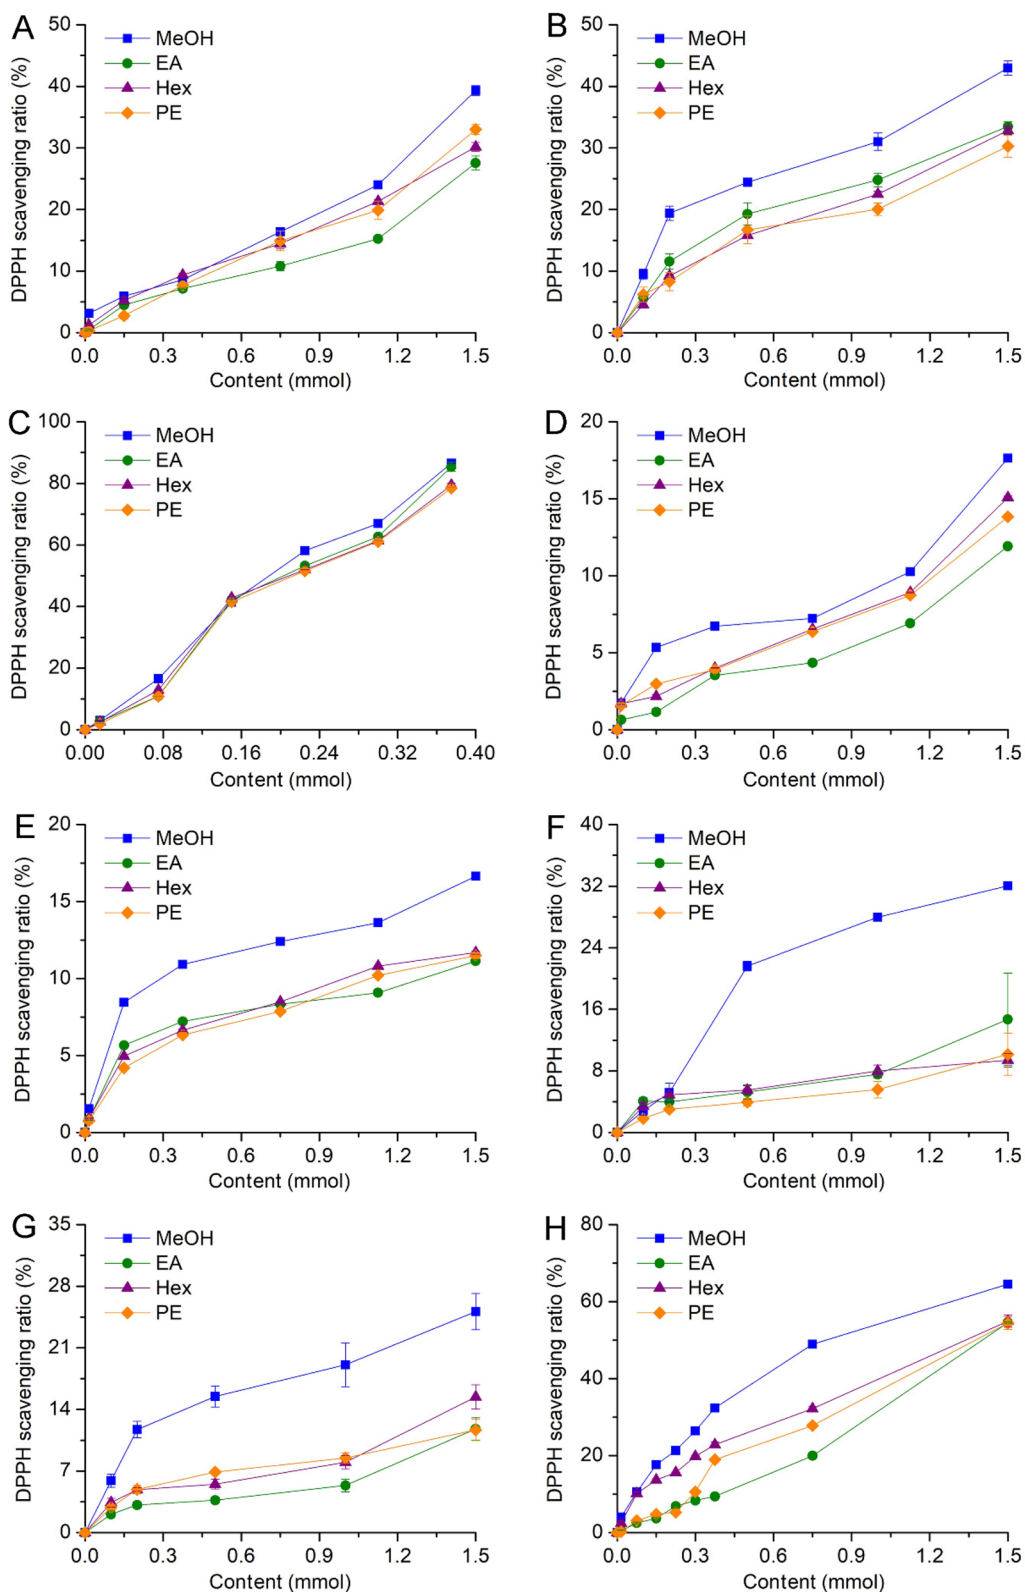 A
DPPH scavenging ratio (%)
50
40
30
20
10
0
MeOH
EA
Hex
PE
0.0 0.3 0.6 0.9 1.2 1.5
Content (mmol)
B
DPPH scavenging ratio (%)
50
40
30
20
10
0
MeOH
EA
Hex
PE
0.0 0.3 0.6 0.9 1.2 1.5
Content (mmol)
C
DPPH scavenging ratio (%)
100
80
60
40
20
0
MeOH
EA
Hex
PE
0.00 0.08 0.16 0.24 0.32 0.40
Content (mmol)
D
DPPH scavenging ratio (%)
20
15
10
5
0
MeOH
EA
Hex
PE
0.0 0.3 0.6 0.9 1.2 1.5
Content (mmol)
E
DPPH scavenging ratio (%)
20
15
10
5
0
MeOH
EA
Hex
PE
0.0 0.3 0.6 0.9 1.2 1.5
Content (mmol)
F
DPPH scavenging ratio (%)
40
32
24
16
8
0
MeOH
EA
Hex
PE
0.0 0.3 0.6 0.9 1.2 1.5
Content (mmol)
G
DPPH scavenging ratio (%)
35
28
21
14
7
0
MeOH
EA
Hex
PE
0.0 0.3 0.6 0.9 1.2 1.5
Content (mmol)
H
DPPH scavenging ratio (%)
80
60
40
20
0
MeOH
EA
Hex
PE
0.0 0.3 0.6 0.9 1.2 1.5
Content (mmol)